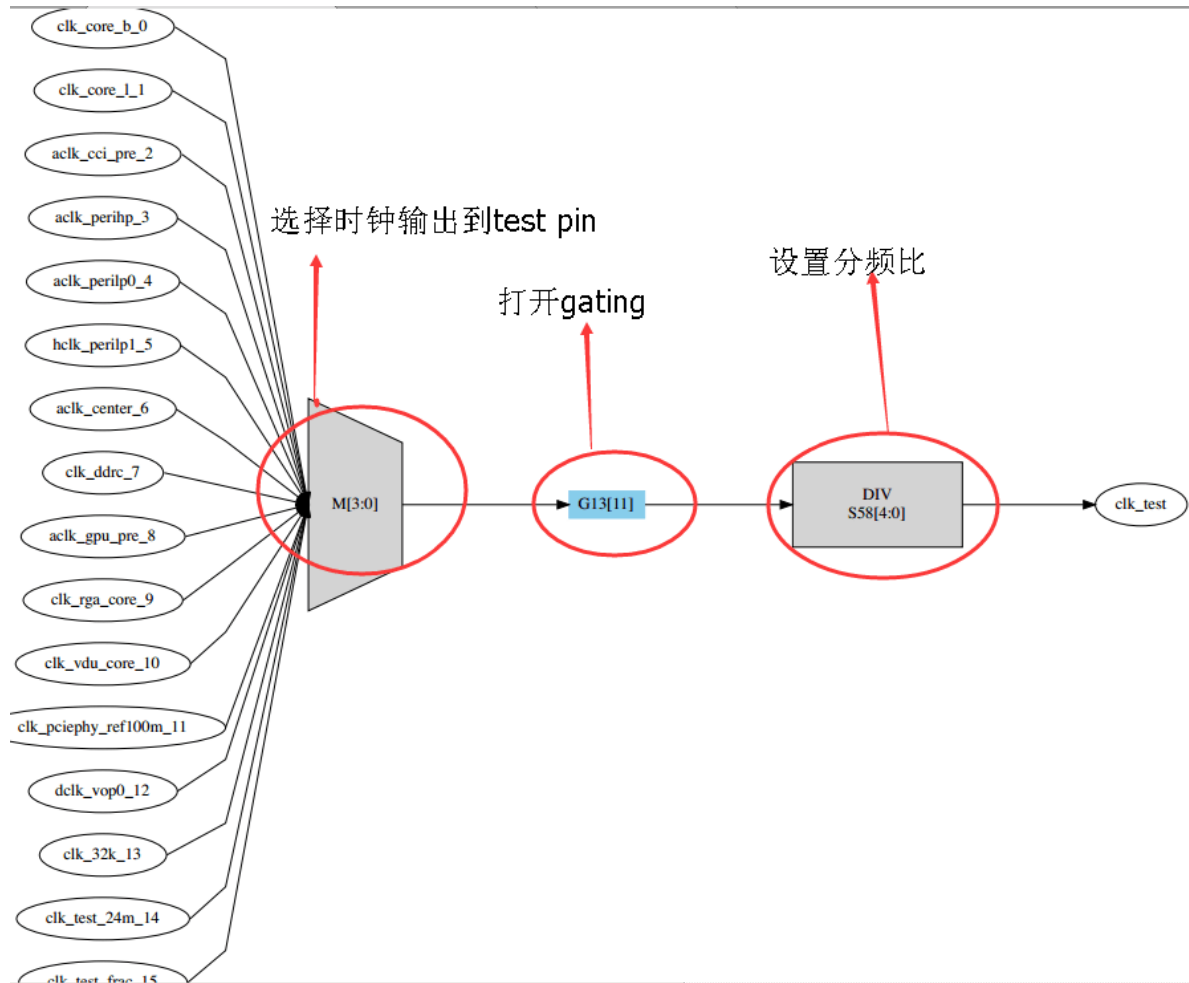 clk_core_b_0
clk_core_l_1
aclk_cci_pre_2
aclk_perihp_3
选择时钟输出到test pin
设置分频比
aclk_perilp0_4
打开gating
hclk_perilp1_5
aclk_center_6
clk_ddrc_7
M[3:0]
G13[11]
DIV
S58[4:0]
clk_test
aclk_gpu_pre_8
clk_rga_core_9
clk_vdu_core_10
clk_pciephy_ref100m_11
dclk_vop0_12
clk_32k_13
clk_test_24m_14
clk_test_frac_15